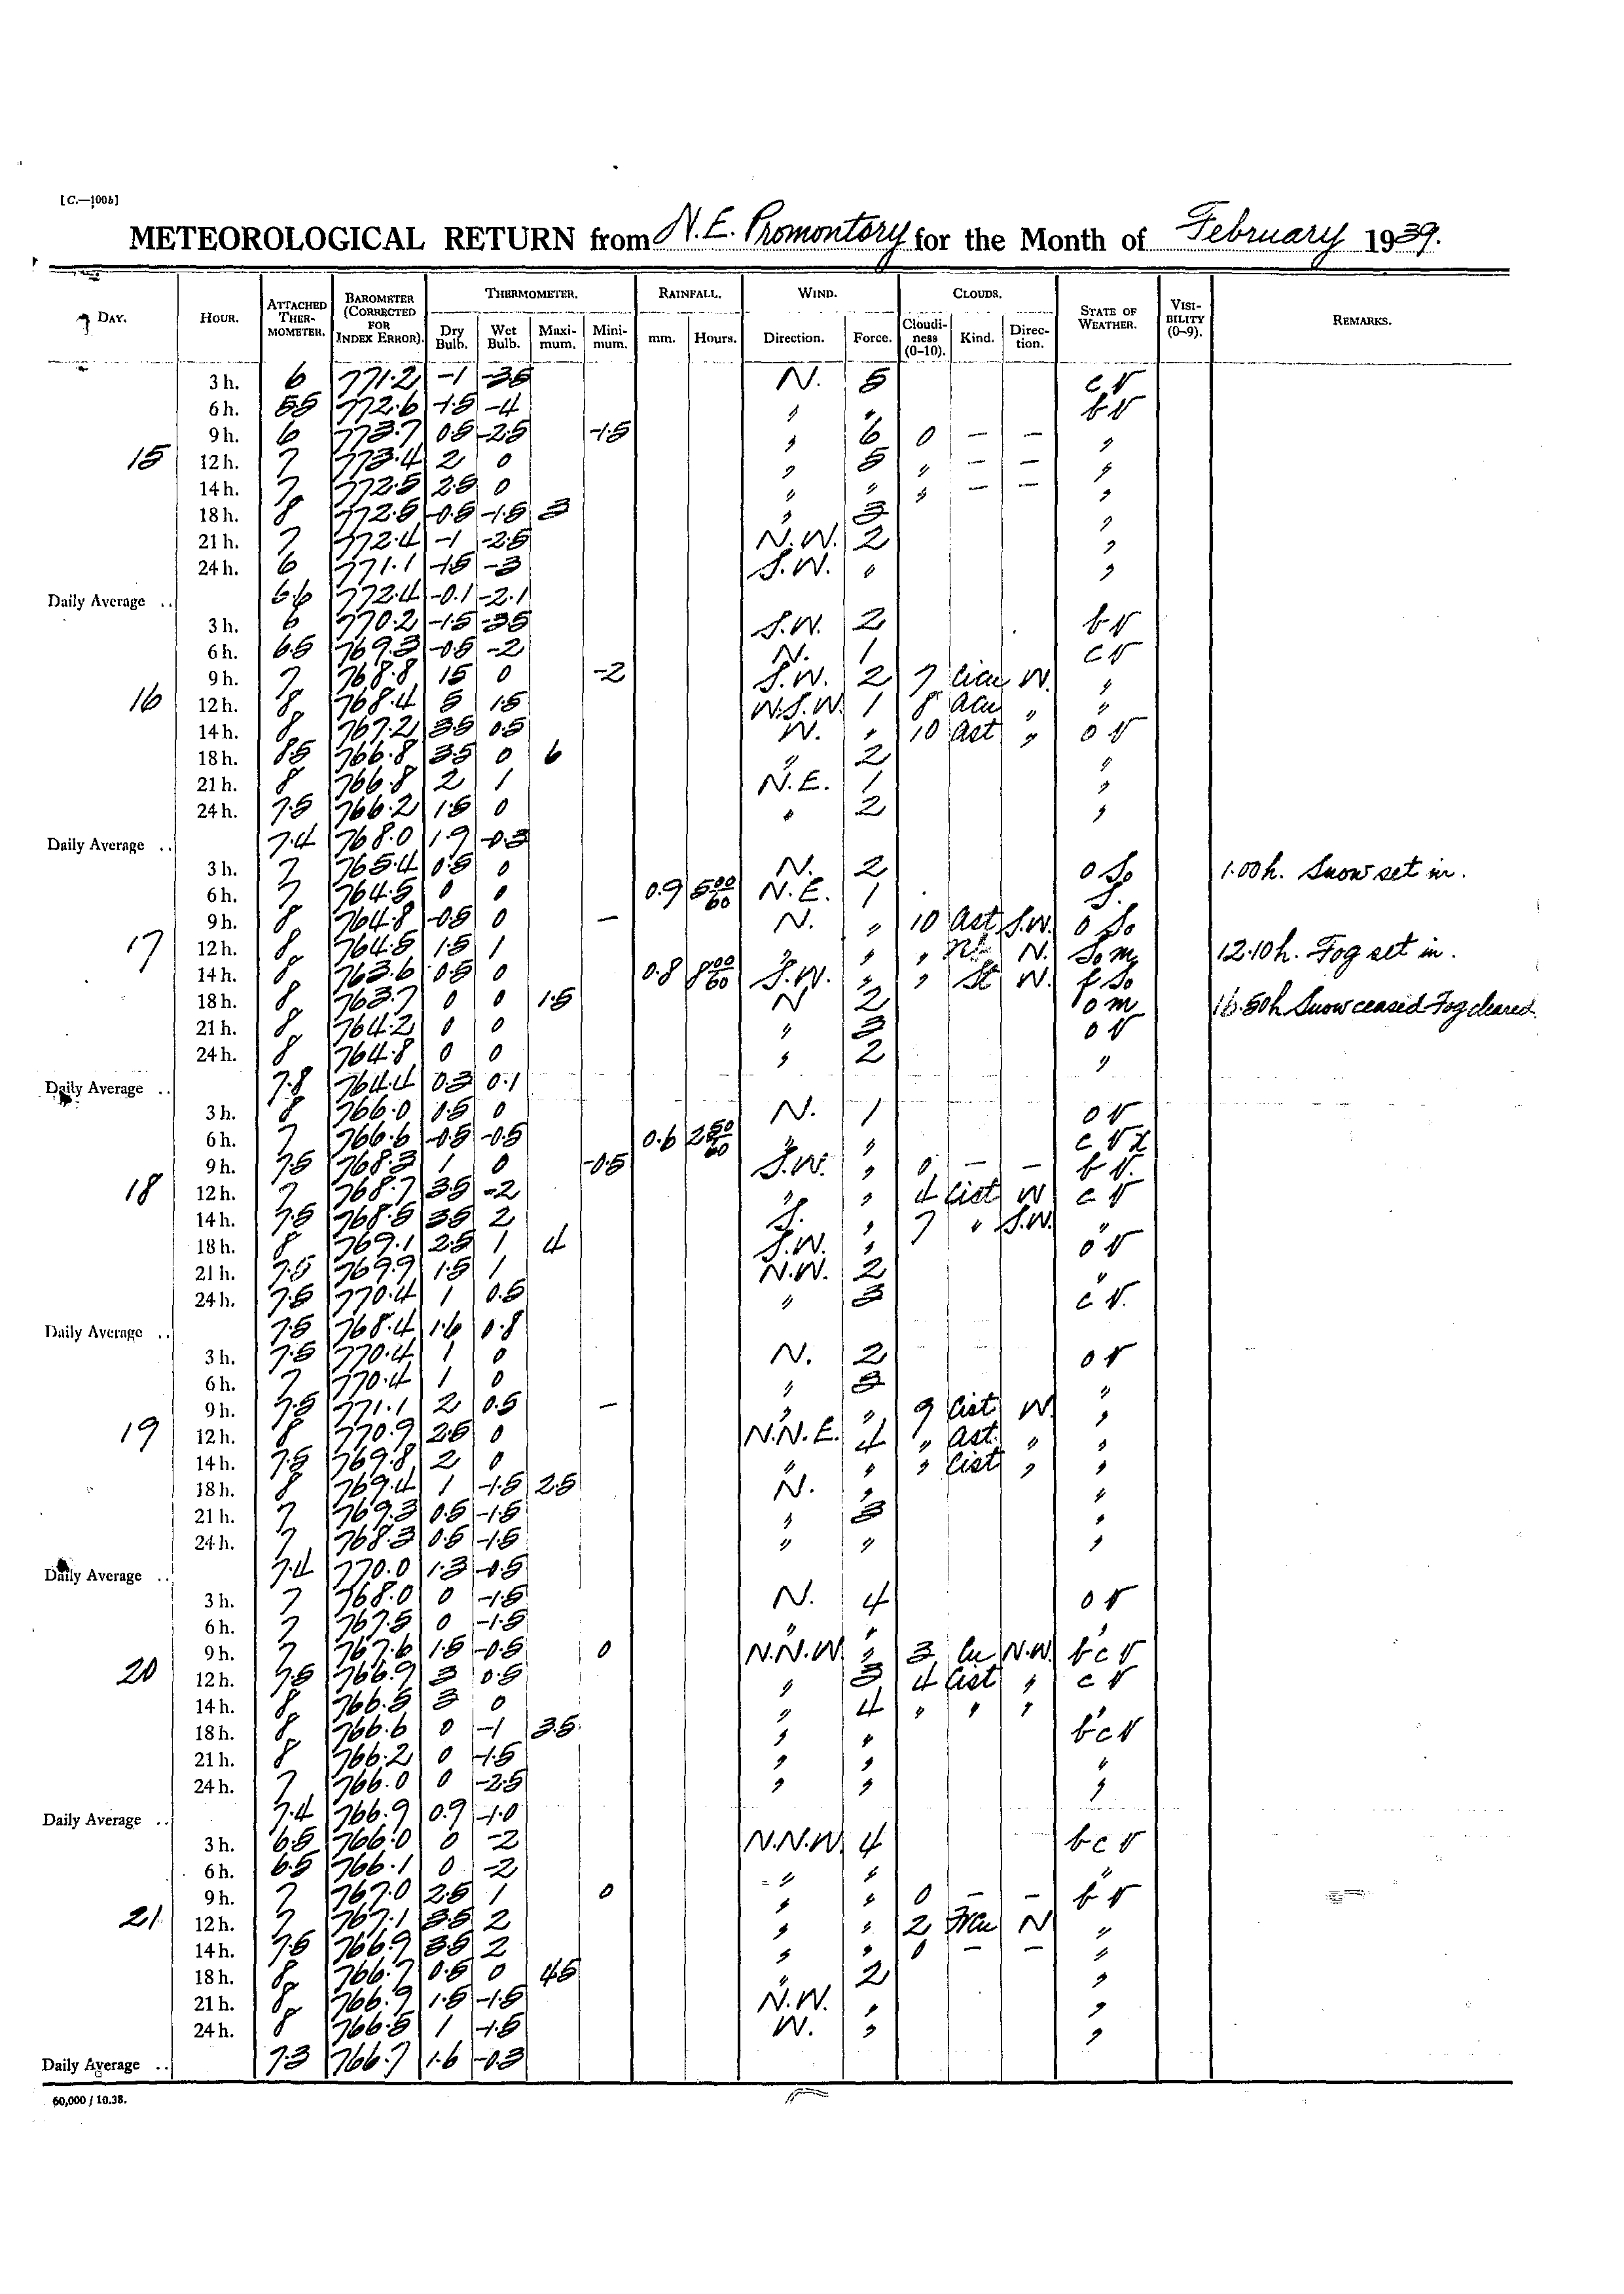 [C.—100b]
METEOROLOGICAL RETURN from N.E. Promontory for the Month of February 1939.
DAY. HOUR. ATTACHED THERMOMETER. BAROMETER (CORRECTED FOR INDEX ERROR). THERMOMETER. RAINFALL. WIND. CLOUDS. STATE OF WEATHER. VISIBILITY (0–9). REMARKS.
Dry Bulb. Wet Bulb. Maximum. Minimum. mm. Hours. Direction. Force. Cloudiness (0–10). Kind. Direction.
3 h. 6 771.2 -1 -3.5 N. 5 c v
6 h. 5.5 772.6 -1.5 -4 " " b v
9 h. 6 773.7 0.5 -2.5 -1.5 " 6 0 — — "
15 12 h. 7 773.4 2 0 " 5 " — — "
14 h. 7 772.5 2.5 0 " " " — — "
18 h. 8 772.5 -0.5 -1.5 3 " 3 "
21 h. 7 772.4 -1 -2.5 N.W. 2 "
24 h. 6 771.1 -1.5 -3 S.W. " "
Daily Average .. 6.6 772.4 -0.1 -2.1
3 h. 6 770.2 -1.5 -3.5 S.W. 2 b v
6 h. 6.5 769.3 -0.5 -2 N. 1 c v
9 h. 7 768.8 1.5 0 -2 S.W. 2 7 Cicu W. "
16 12 h. 8 768.4 5 1.5 W.S.W. 1 8 Acu " "
14 h. 8 767.2 3.5 0.5 W. " 10 Ast " o v
18 h. 8.5 766.8 3.5 0 6 " 2 "
21 h. 8 766.8 2 1 N.E. 1 "
24 h. 7.5 766.2 1.5 0 " 2 "
Daily Average .. 7.4 768.0 1.9 -0.3
3 h. 7 765.4 0.5 0 N. 2 o So 1.00h. Snow set in.
6 h. 7 764.5 0 0 0.9 5 00/60 N.E. 1 S.
9 h. 8 764.8 -0.5 0 — N. " 10 Ast S.W. o So
17 12 h. 8 764.5 1.5 1 " " " N. So m 12.10h. Fog set in.
14 h. 8 763.6 0.5 0 0.8 8 00/60 S.W. " " St N. f So
18 h. 8 763.7 0 0 1.5 N 2 o m 16.50h Snow ceased Fog cleared.
21 h. 8 764.2 0 0 " 3 o v
24 h. 8 764.8 0 0 " 2 "
Daily Average .. 7.8 764.4 0.3 0.1
3 h. 8 766.0 0.5 0 N. 1 o v
6 h. 7 766.6 -0.5 -0.5 0.6 2 50/60 " " c v
9 h. 7.5 768.3 1 0 -0.5 S.W. " 0 — — b v.
18 12 h. 7 768.7 3.5 -2 " " 4 Cist W c v
14 h. 7.5 768.5 3.5 2 S. " 7 " S.W. "
18 h. 8 769.1 2.5 1 4 S.W. " o v
21 h. 7.5 769.9 1.5 1 N.W. 2 "
24 h. 7.5 770.4 1 0.5 " 3 c v.
Daily Average .. 7.5 768.4 1.6 0.8
3 h. 7.5 770.4 1 0 N. 2 o v
6 h. 7 770.4 1 0 " 3 "
9 h. 7.5 771.1 2 0.5 — " " 9 Cist W. "
19 12 h. 8 770.9 2.5 0 N.N.E. 4 " Ast. " "
14 h. 7.5 769.8 2 0 " " " Cist " "
18 h. 8 769.4 1 -1.5 2.5 N. " "
21 h. 7 769.3 0.5 -1.5 " 3 "
24 h. 7 768.3 0.5 -1.5 " " "
Daily Average .. 7.4 770.0 1.3 -0.5
3 h. 7 768.0 0 -1.5 N. 4 o v
6 h. 7 767.5 0 -1.5 " " "
9 h. 7 767.6 1.5 -0.5 0 N.N.W. " 3 Cu N.W. b c v
20 12 h. 7.5 766.9 3 0.5 " 3 4 Cist " c v
14 h. 8 766.5 3 0 " 4 " " " "
18 h. 8 766.6 0 -1 3.5 " " b c v
21 h. 8 766.2 0 -1.5 " " "
24 h. 7 766.0 0 -2.5 " " "
Daily Average .. 7.4 766.9 0.9 -1.0
3 h. 6.5 766.0 0 -2 N.N.W. 4 b c v
6 h. 6.5 766.1 0 -2 " " "
9 h. 7 767.0 2.5 1 0 " " 0 — — b v
21 12 h. 7 767.1 3.5 2 " " 2 Frcu N "
14 h. 7.5 766.9 3.5 2 " " 0 — — "
18 h. 8 766.7 0.5 0 4.5 " 2 "
21 h. 8 766.9 1.5 -1.5 N.W. " "
24 h. 8 766.5 1 -1.5 W. " "
Daily Average .. 7.3 766.7 1.6 -0.3
60,000 / 10.38.